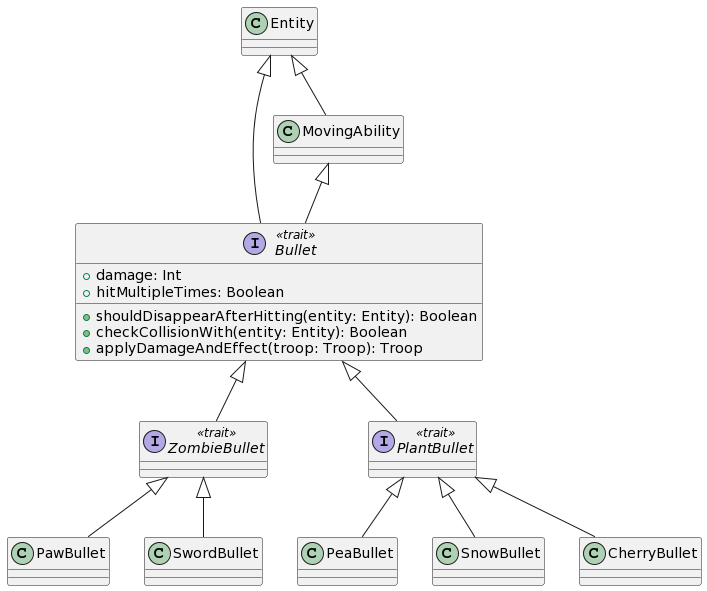 C Entity
C MovingAbility
I «trait»
Bullet
damage: Int
hitMultipleTimes: Boolean
shouldDisappearAfterHitting(entity: Entity): Boolean
checkCollisionWith(entity: Entity): Boolean
applyDamageAndEffect(troop: Troop): Troop
I «trait»
ZombieBullet
I «trait»
PlantBullet
C PawBullet
C SwordBullet
C PeaBullet
C SnowBullet
C CherryBullet